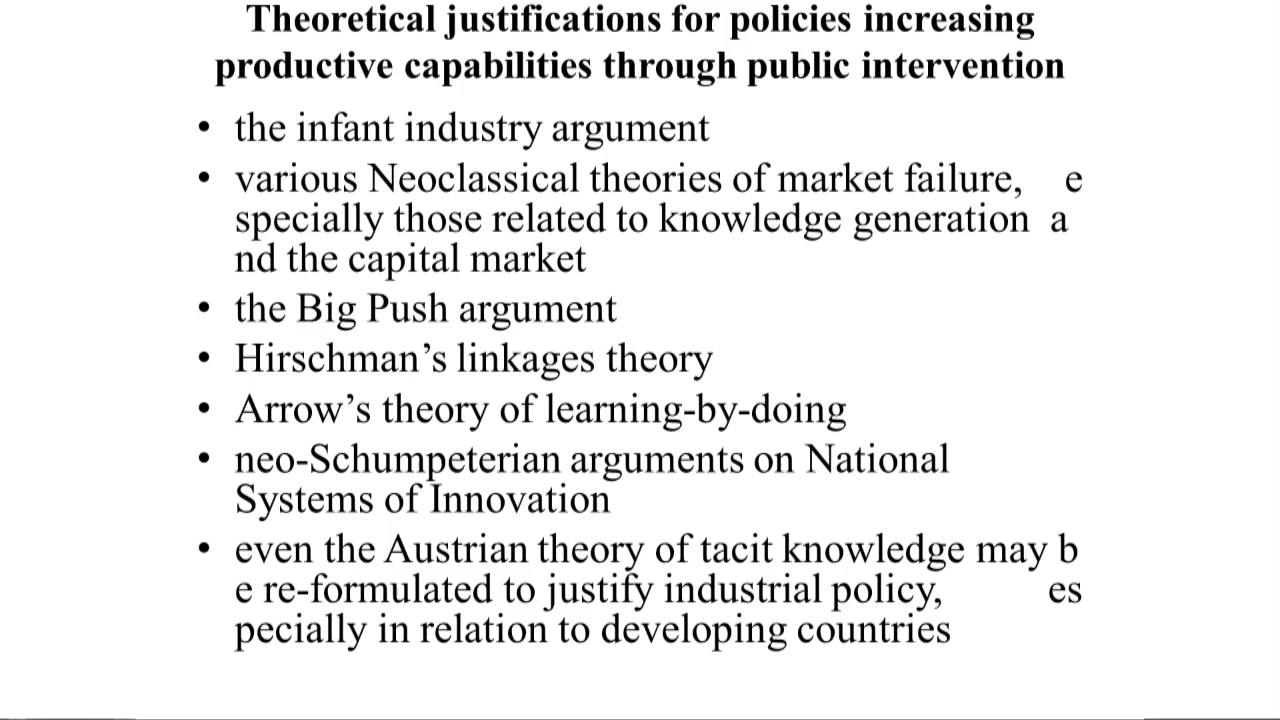 Theoretical justifications for policies increasing
productive capabilities through public intervention
• the infant industry argument
• various Neoclassical theories of market failure, e
specially those related to knowledge generation a
nd the capital market
• the Big Push argument
• Hirschman’s linkages theory
• Arrow’s theory of learning-by-doing
• neo-Schumpeterian arguments on National
Systems of Innovation
• even the Austrian theory of tacit knowledge may b
e re-formulated to justify industrial policy, es
pecially in relation to developing countries